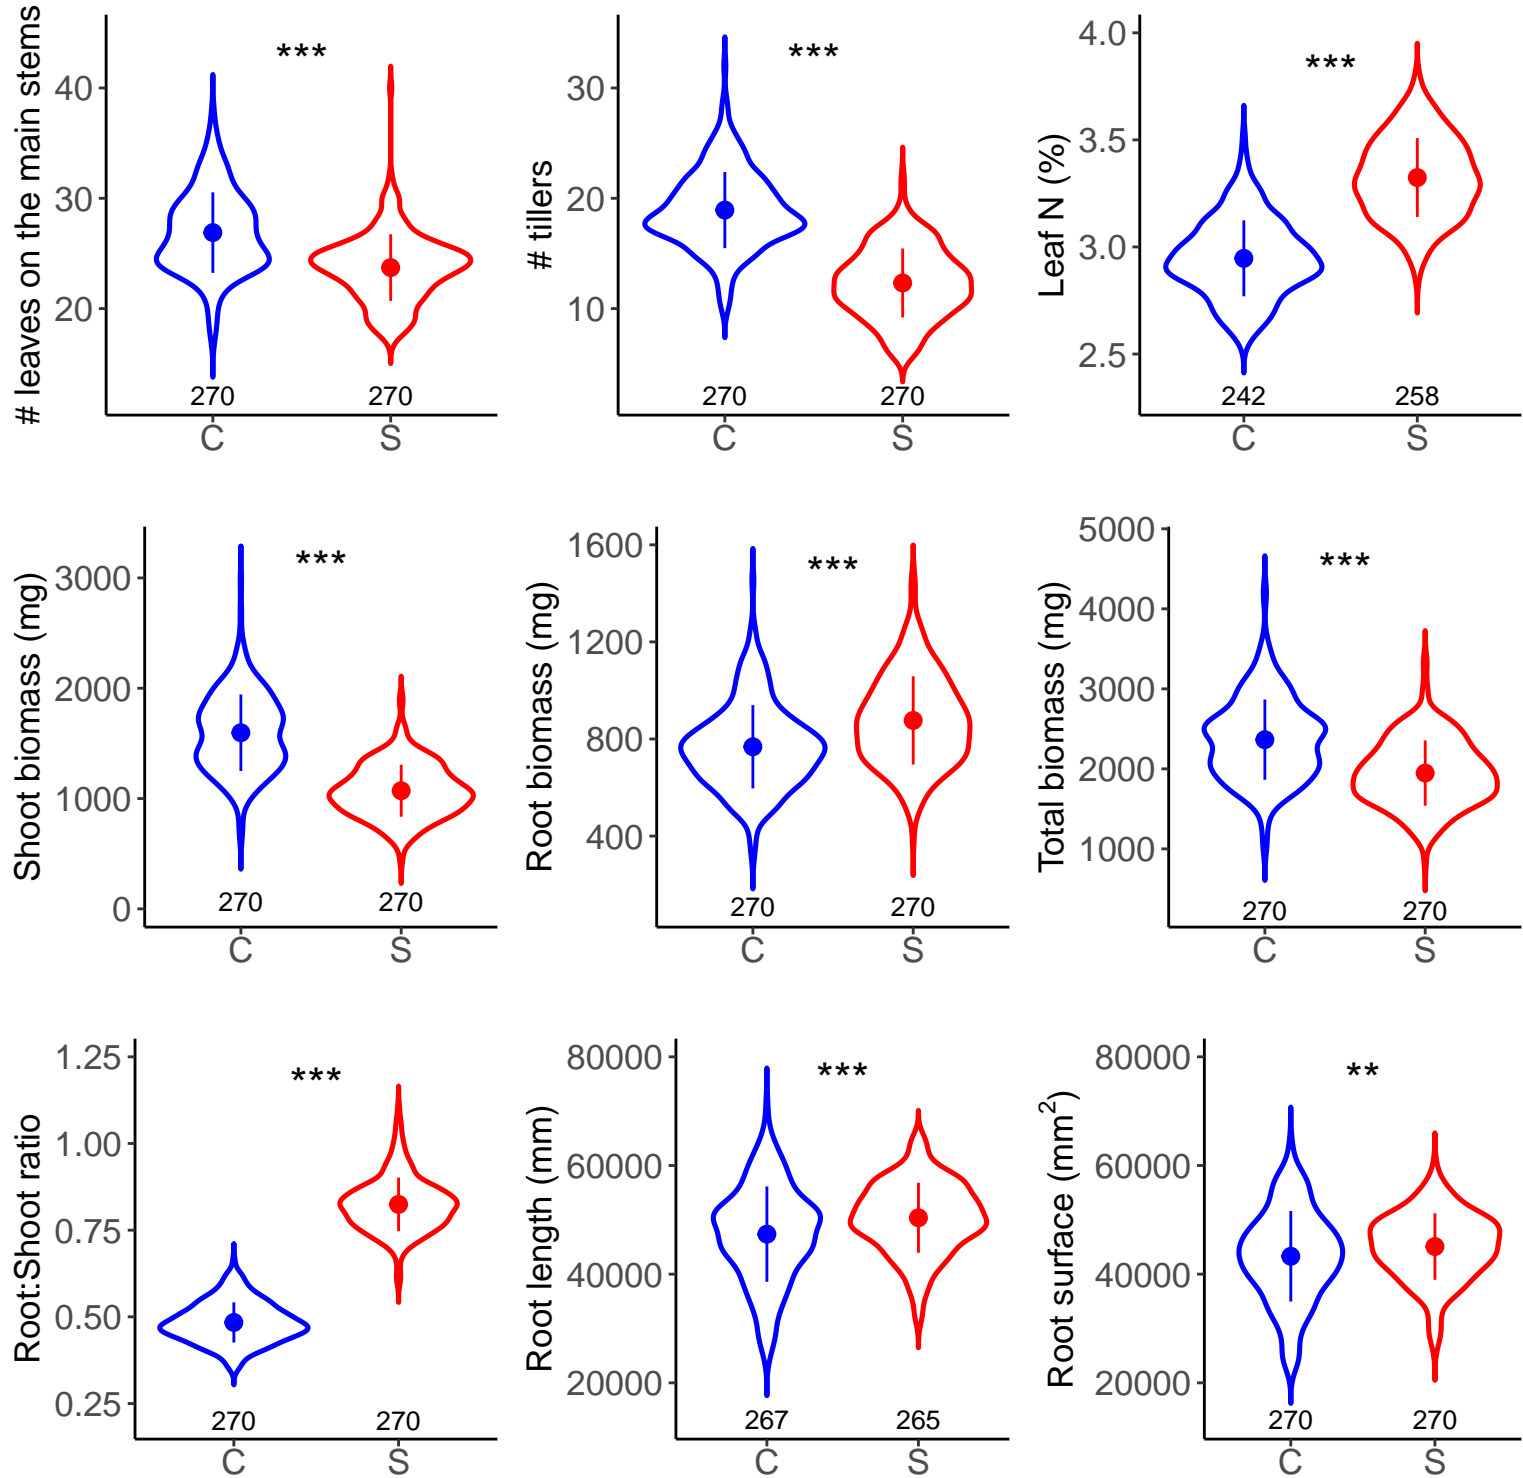 # leaves on the main stems
40
30
20
***
270
270
C
S
# tillers
30
20
10
***
270
270
C
S
Leaf N (%)
4.0
3.5
3.0
2.5
***
242
258
C
S
Shoot biomass (mg)
3000
2000
1000
0
***
270
270
C
S
Root biomass (mg)
1600
1200
800
400
***
270
270
C
S
Total biomass (mg)
5000
4000
3000
2000
1000
***
270
270
C
S
Root:Shoot ratio
1.25
1.00
0.75
0.50
0.25
***
270
270
C
S
Root length (mm)
80000
60000
40000
20000
***
267
265
C
S
Root surface (mm²)
80000
60000
40000
20000
**
270
270
C
S